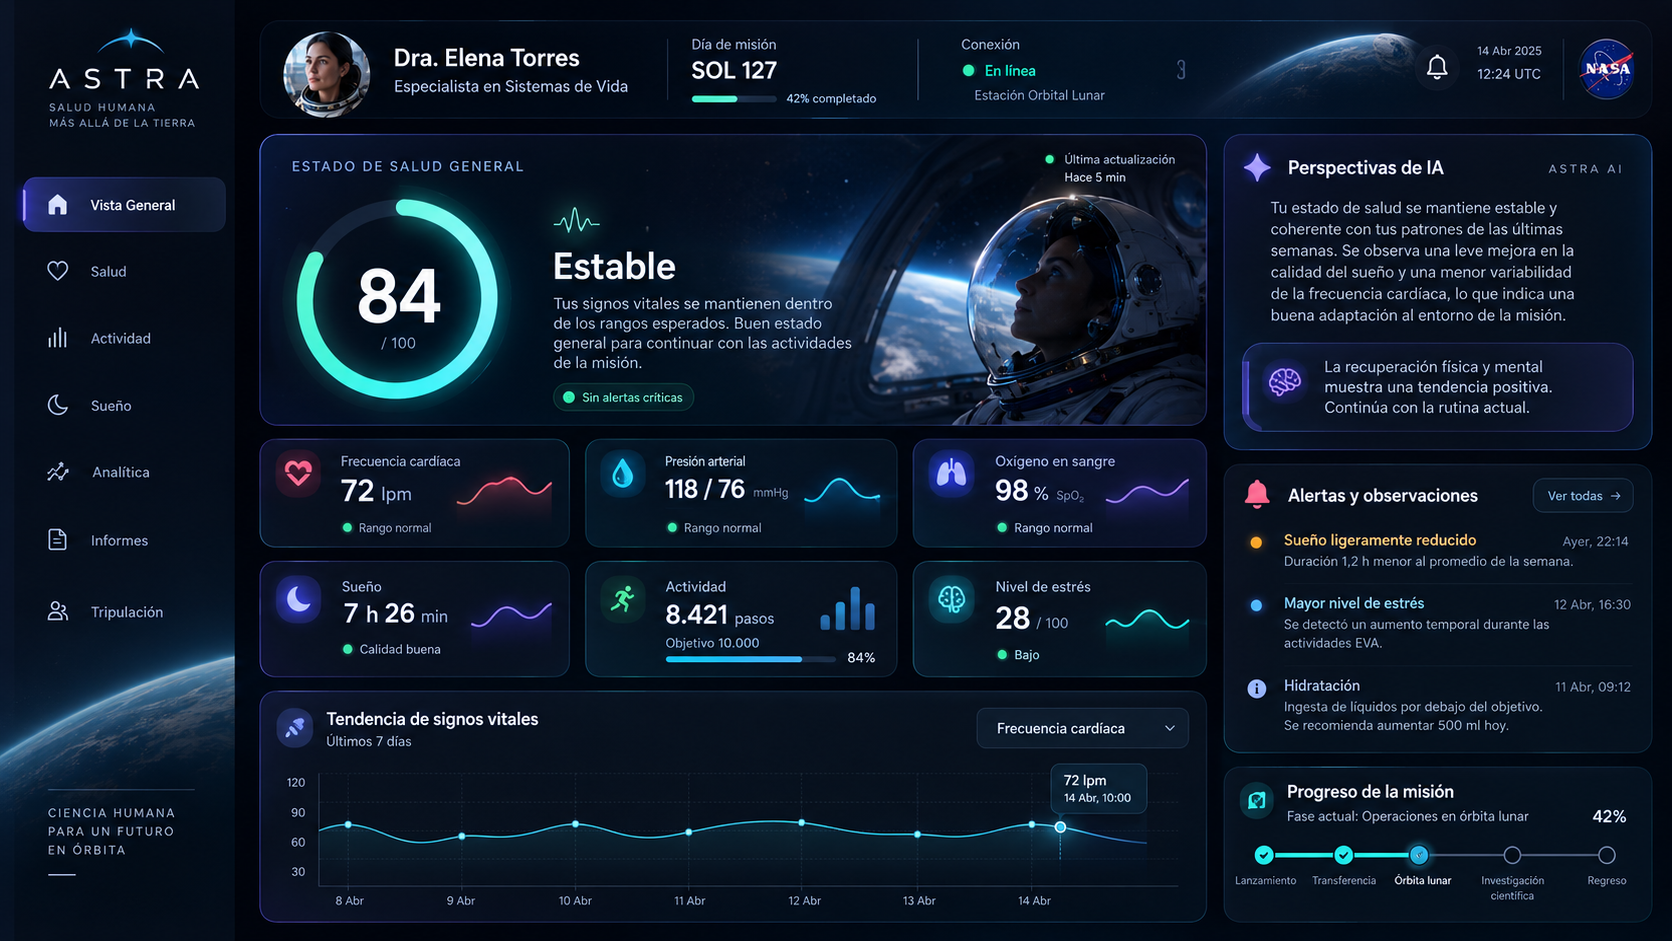 ASTRA
SALUD HUMANA
MÁS ALLÁ DE LA TIERRA
Vista General
Salud
Actividad
Sueño
Analítica
Informes
Tripulación
CIENCIA HUMANA
PARA UN FUTURO
EN ÓRBITA
Dra. Elena Torres
Especialista en Sistemas de Vida
Día de misión
SOL 127
42% completado
Conexión
En línea
Estación Orbital Lunar
3
14 Abr 2025
12:24 UTC
NASA
ESTADO DE SALUD GENERAL
84
/ 100
Última actualización
Hace 5 min
Estable
Tus signos vitales se mantienen dentro
de los rangos esperados. Buen estado
general para continuar con las actividades
de la misión.
Sin alertas críticas
Frecuencia cardíaca
72 lpm
Rango normal
Presión arterial
118 / 76 mmHg
Rango normal
Oxígeno en sangre
98 % SpO₂
Rango normal
Sueño
7 h 26 min
Calidad buena
Actividad
8.421 pasos
Objetivo 10.000
84%
Nivel de estrés
28 / 100
Bajo
Tendencia de signos vitales
Últimos 7 días
Frecuencia cardíaca
72 lpm
14 Abr, 10:00
120
90
60
30
8 Abr
9 Abr
10 Abr
11 Abr
12 Abr
13 Abr
14 Abr
Perspectivas de IA
ASTRA AI
Tu estado de salud se mantiene estable y
coherente con tus patrones de las últimas
semanas. Se observa una leve mejora en la
calidad del sueño y una menor variabilidad
de la frecuencia cardíaca, lo que indica una
buena adaptación al entorno de la misión.
La recuperación física y mental
muestra una tendencia positiva.
Continúa con la rutina actual.
Alertas y observaciones
Ver todas →
Sueño ligeramente reducido
Ayer, 22:14
Duración 1,2 h menor al promedio de la semana.
Mayor nivel de estrés
12 Abr, 16:30
Se detectó un aumento temporal durante las
actividades EVA.
Hidratación
11 Abr, 09:12
Ingesta de líquidos por debajo del objetivo.
Se recomienda aumentar 500 ml hoy.
Progreso de la misión
Fase actual: Operaciones en órbita lunar
42%
Lanzamiento
Transferencia
Órbita lunar
Investigación
científica
Regreso